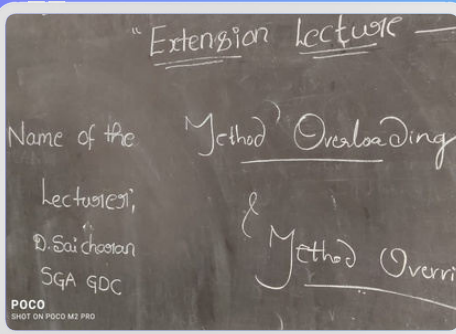 "Extension Lecture
Name of the Method Overloading
Lecturer;
&
D. Sai charan
Method Overri
SGA GDC
POCO
SHOT ON POCO M2 PRO